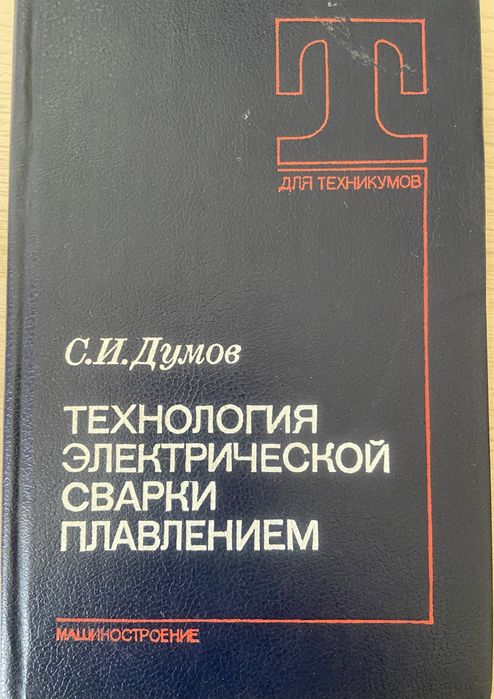 Т
ДЛЯ ТЕХНИКУМОВ
С.И.Думов
ТЕХНОЛОГИЯ
ЭЛЕКТРИЧЕСКОЙ
СВАРКИ
ПЛАВЛЕНИЕМ
МАШИНОСТРОЕНИЕ